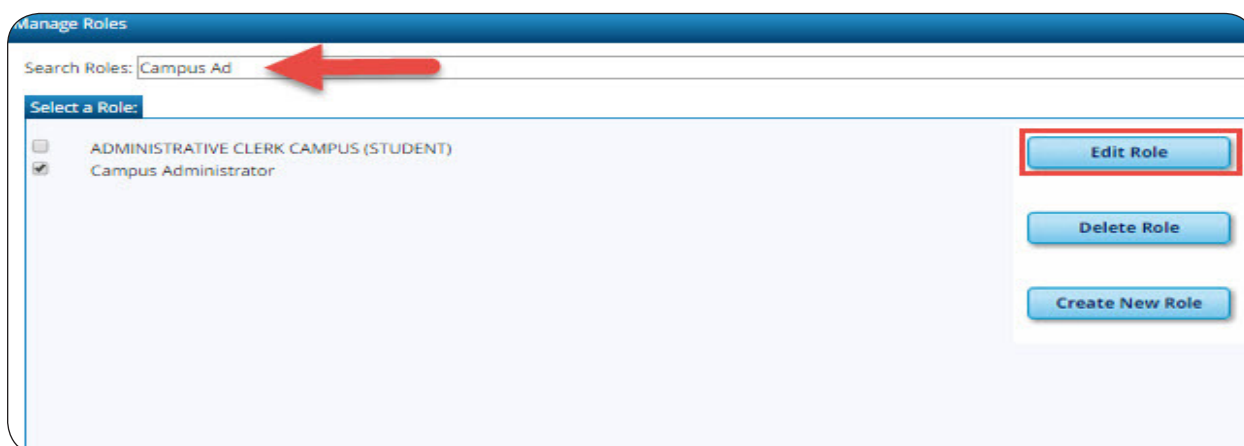 Manage Roles
Search Roles: Campus Ad
Select a Role:
ADMINISTRATIVE CLERK CAMPUS (STUDENT)
Campus Administrator
Edit Role
Delete Role
Create New Role